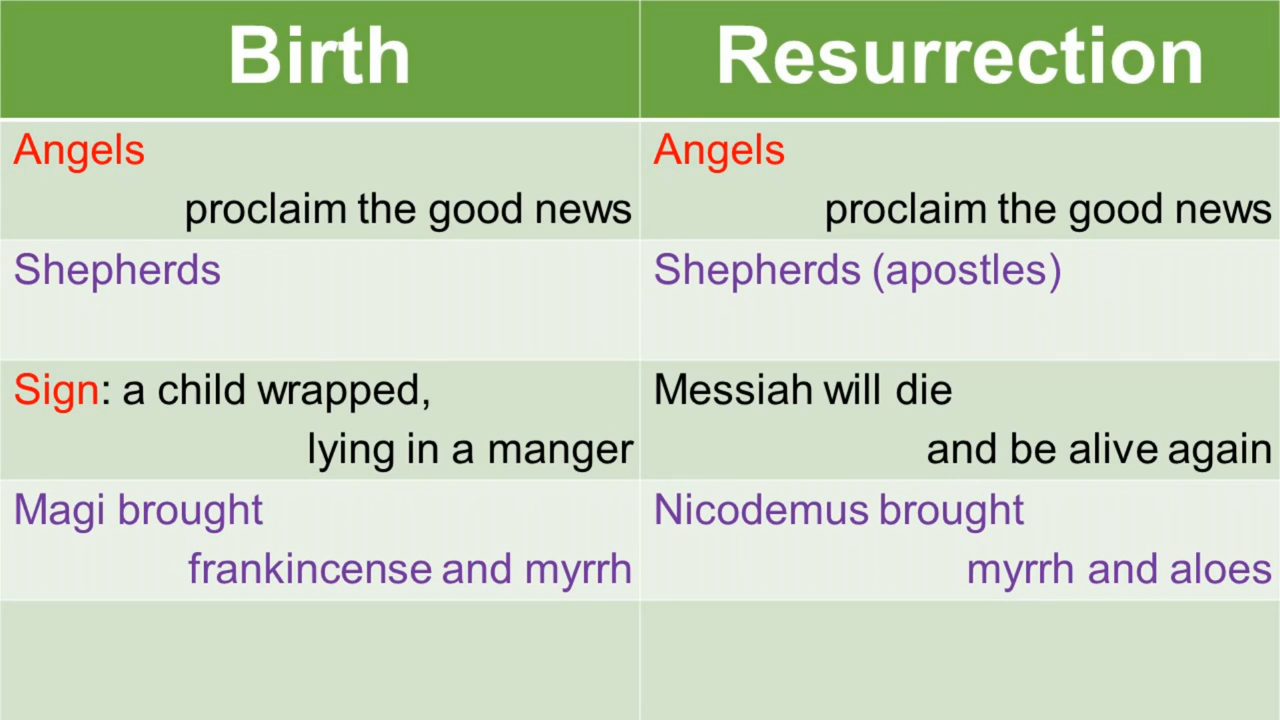 Birth
Resurrection
Angels
proclaim the good news
Angels
proclaim the good news
Shepherds
Shepherds (apostles)
Sign: a child wrapped,
lying in a manger
Messiah will die
and be alive again
Magi brought
frankincense and myrrh
Nicodemus brought
myrrh and aloes